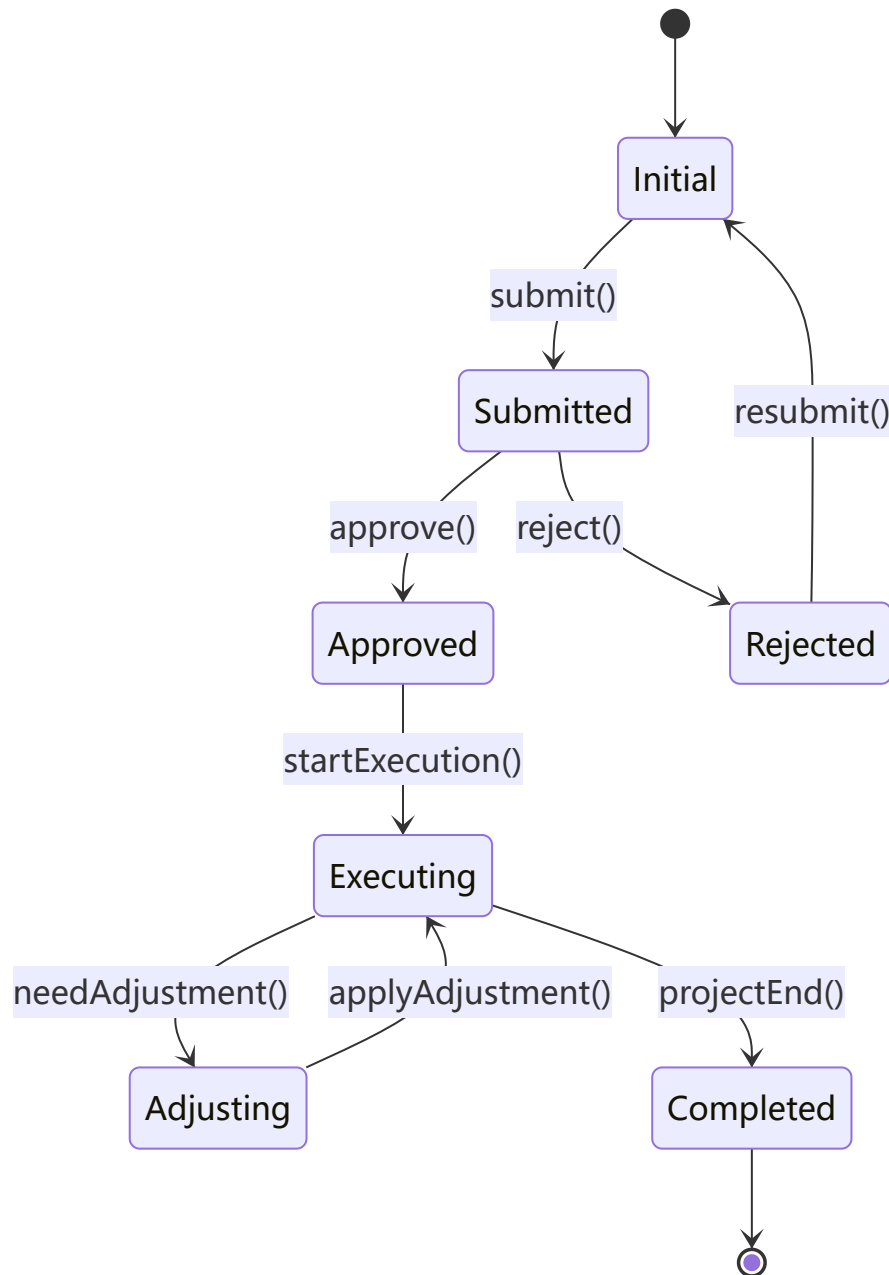 Initial
submit()
Submitted
resubmit()
approve()
reject()
Approved
Rejected
startExecution()
Executing
needAdjustment()
applyAdjustment()
projectEnd()
Adjusting
Completed